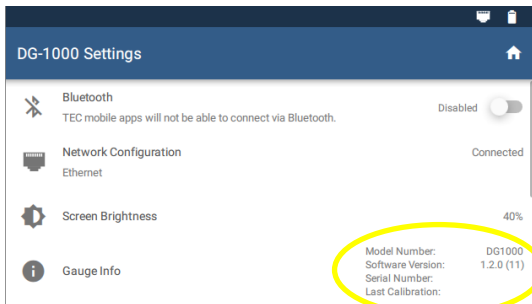 DG-1000 Settings
Bluetooth
TEC mobile apps will not be able to connect via Bluetooth.
Disabled
Network Configuration
Ethernet
Connected
Screen Brightness
40%
Gauge Info
Model Number: DG1000
Software Version: 1.2.0 (11)
Serial Number:
Last Calibration: